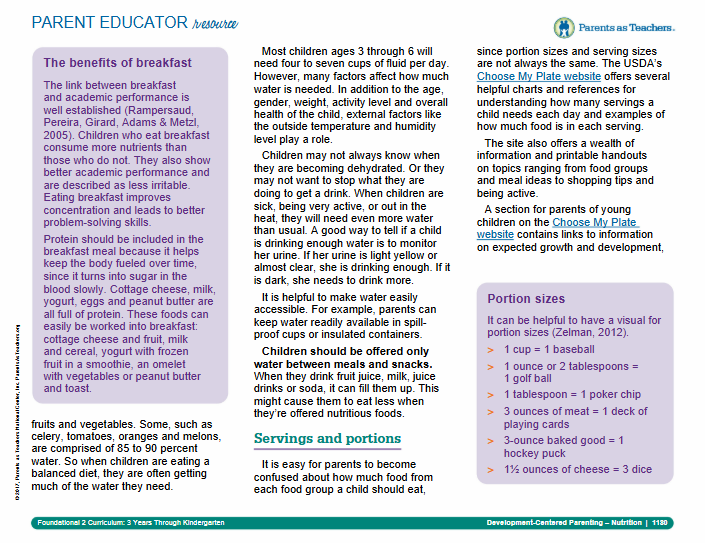 PARENT EDUCATOR resource
Parents as Teachers.
The benefits of breakfast
The link between breakfast
and academic performance is
well established (Rampersaud,
Pereira, Girard, Adams & Metzl,
2005). Children who eat breakfast
consume more nutrients than
those who do not. They also show
better academic performance and
are described as less irritable.
Eating breakfast improves
concentration and leads to better
problem-solving skills.
Protein should be included in the
breakfast meal because it helps
keep the body fueled over time,
since it turns into sugar in the
blood slowly. Cottage cheese, milk,
yogurt, eggs and peanut butter are
all full of protein. These foods can
easily be worked into breakfast:
cottage cheese and fruit, milk
and cereal, yogurt with frozen
fruit in a smoothie, an omelet
with vegetables or peanut butter
and toast.
fruits and vegetables. Some, such as
celery, tomatoes, oranges and melons,
are comprised of 85 to 90 percent
water. So when children are eating a
balanced diet, they are often getting
much of the water they need.
Most children ages 3 through 6 will
need four to seven cups of fluid per day.
However, many factors affect how much
water is needed. In addition to the age,
gender, weight, activity level and overall
health of the child, external factors like
the outside temperature and humidity
level play a role.
Children may not always know when
they are becoming dehydrated. Or they
may not want to stop what they are
doing to get a drink. When children are
sick, being very active, or out in the
heat, they will need even more water
than usual. A good way to tell if a child
is drinking enough water is to monitor
her urine. If her urine is light yellow or
almost clear, she is drinking enough. If it
is dark, she needs to drink more.
It is helpful to make water easily
accessible. For example, parents can
keep water readily available in spill-
proof cups or insulated containers.
Children should be offered only
water between meals and snacks.
When they drink fruit juice, milk, juice
drinks or soda, it can fill them up. This
might cause them to eat less when
they're offered nutritious foods.
Servings and portions
It is easy for parents to become
confused about how much food from
each food group a child should eat,
since portion sizes and serving sizes
are not always the same. The USDA's
Choose My Plate website offers several
helpful charts and references for
understanding how many servings a
child needs each day and examples of
how much food is in each serving.
The site also offers a wealth of
information and printable handouts
on topics ranging from food groups
and meal ideas to shopping tips and
being active.
A section for parents of young
children on the Choose My Plate
website contains links to information
on expected growth and development,
Portion sizes
It can be helpful to have a visual for
portion sizes (Zelman, 2012).
> 1 cup = 1 baseball
> 1 ounce or 2 tablespoons =
1 golf ball
> 1 tablespoon = 1 poker chip
> 3 ounces of meat = 1 deck of
playing cards
> 3-ounce baked good = 1
hockey puck
> 1½ ounces of cheese = 3 dice
©2017, Parents as Teachers National Center, Inc. ParentsAsTeachers.org
Foundational 2 Curriculum: 3 Years Through Kindergarten
Development-Centered Parenting – Nutrition | 1180